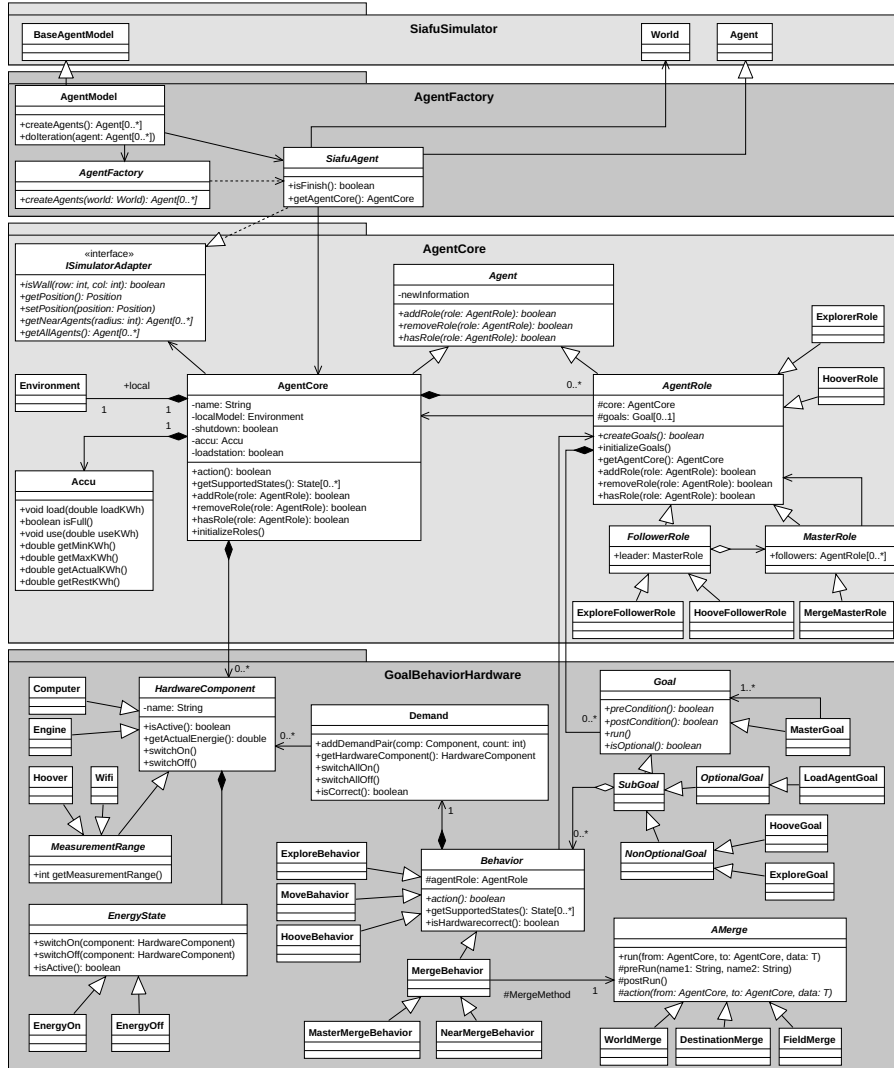 SiafuSimulator
BaseAgentModel
World
Agent
AgentFactory
AgentModel
+createAgents(): Agent[0..*]
+doIteration(agent: Agent[0..*])
AgentFactory
+createAgents(world: World): Agent[0..*]
SiafuAgent
+isFinish(): boolean
+getAgentCore(): AgentCore
AgentCore
«interface»
ISimulatorAdapter
+isWall(row: int, col: int): boolean
+getPosition(): Position
+setPosition(position: Position)
+getNearAgents(radius: int): Agent[0..*]
+getAllAgents(): Agent[0..*]
Agent
-newInformation
+addRole(role: AgentRole): boolean
+removeRole(role: AgentRole): boolean
+hasRole(role: AgentRole): boolean
ExplorerRole
HooverRole
Environment
+local
1
1
1
AgentCore
-name: String
-localModel: Environment
-shutdown: boolean
-accu: Accu
-loadstation: boolean
+action(): boolean
+getSupportedStates(): State[0..*]
+addRole(role: AgentRole): boolean
+removeRole(role: AgentRole): boolean
+hasRole(role: AgentRole): boolean
+initializeRoles()
0..*
AgentRole
#core: AgentCore
#goals: Goal[0..1]
+createGoals(): boolean
+initializeGoals()
+getAgentCore(): AgentCore
+addRole(role: AgentRole): boolean
+removeRole(role: AgentRole): boolean
+hasRole(role: AgentRole): boolean
Accu
+void load(double loadKWh)
+boolean isFull()
+void use(double useKWh)
+double getMinKWh()
+double getMaxKWh()
+double getActualKWh()
+double getRestKWh()
FollowerRole
+leader: MasterRole
MasterRole
+followers: AgentRole[0..*]
ExploreFollowerRole
HooveFollowerRole
MergeMasterRole
GoalBehaviorHardware
0..*
Computer
Engine
Hoover
Wifi
HardwareComponent
-name: String
+isActive(): boolean
+getActualEnergie(): double
+switchOn()
+switchOff()
0..*
Demand
+addDemandPair(comp: Component, count: int)
+getHardwareComponent(): HardwareComponent
+switchAllOn()
+switchAllOff()
+isCorrect(): boolean
1
Goal
+preCondition(): boolean
+postCondition(): boolean
+run()
+isOptional(): boolean
0..*
1..*
MasterGoal
SubGoal
OptionalGoal
LoadAgentGoal
0..*
NonOptionalGoal
HooveGoal
ExploreGoal
MeasurementRange
+int getMeasurementRange()
ExploreBehavior
MoveBahavior
HooveBehavior
Behavior
#agentRole: AgentRole
+action(): boolean
+getSupportedStates(): State[0..*]
+isHardwarecorrect(): boolean
EnergyState
+switchOn(component: HardwareComponent)
+switchOff(component: HardwareComponent)
+isActive(): boolean
EnergyOn
EnergyOff
MergeBehavior
#MergeMethod
1
AMerge
+run(from: AgentCore, to: AgentCore, data: T)
#preRun(name1: String, name2: String)
#postRun()
#action(from: AgentCore, to: AgentCore, data: T)
MasterMergeBehavior
NearMergeBehavior
WorldMerge
DestinationMerge
FieldMerge